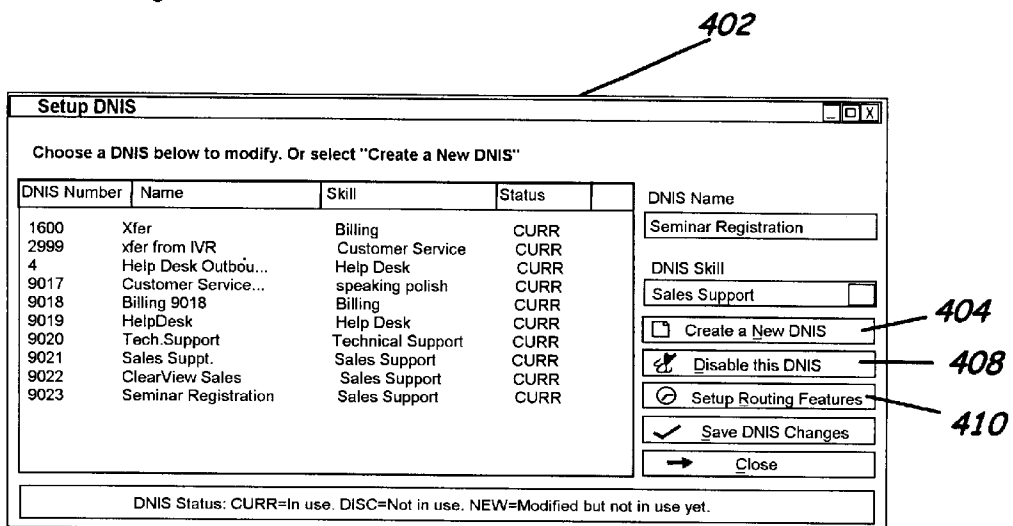 402
Setup DNIS
Choose a DNIS below to modify. Or select "Create a New DNIS"
DNIS Number Name Skill Status
1600 Xfer Billing CURR
2999 xfer from IVR Customer Service CURR
4 Help Desk Outbou... Help Desk CURR
9017 Customer Service... speaking polish CURR
9018 Billing 9018 Billing CURR
9019 HelpDesk Help Desk CURR
9020 Tech.Support Technical Support CURR
9021 Sales Suppt. Sales Support CURR
9022 ClearView Sales Sales Support CURR
9023 Seminar Registration Sales Support CURR
DNIS Name
Seminar Registration
DNIS Skill
Sales Support
Create a New DNIS 404
Disable this DNIS 408
Setup Routing Features 410
Save DNIS Changes
Close
DNIS Status: CURR=In use. DISC=Not in use. NEW=Modified but not in use yet.